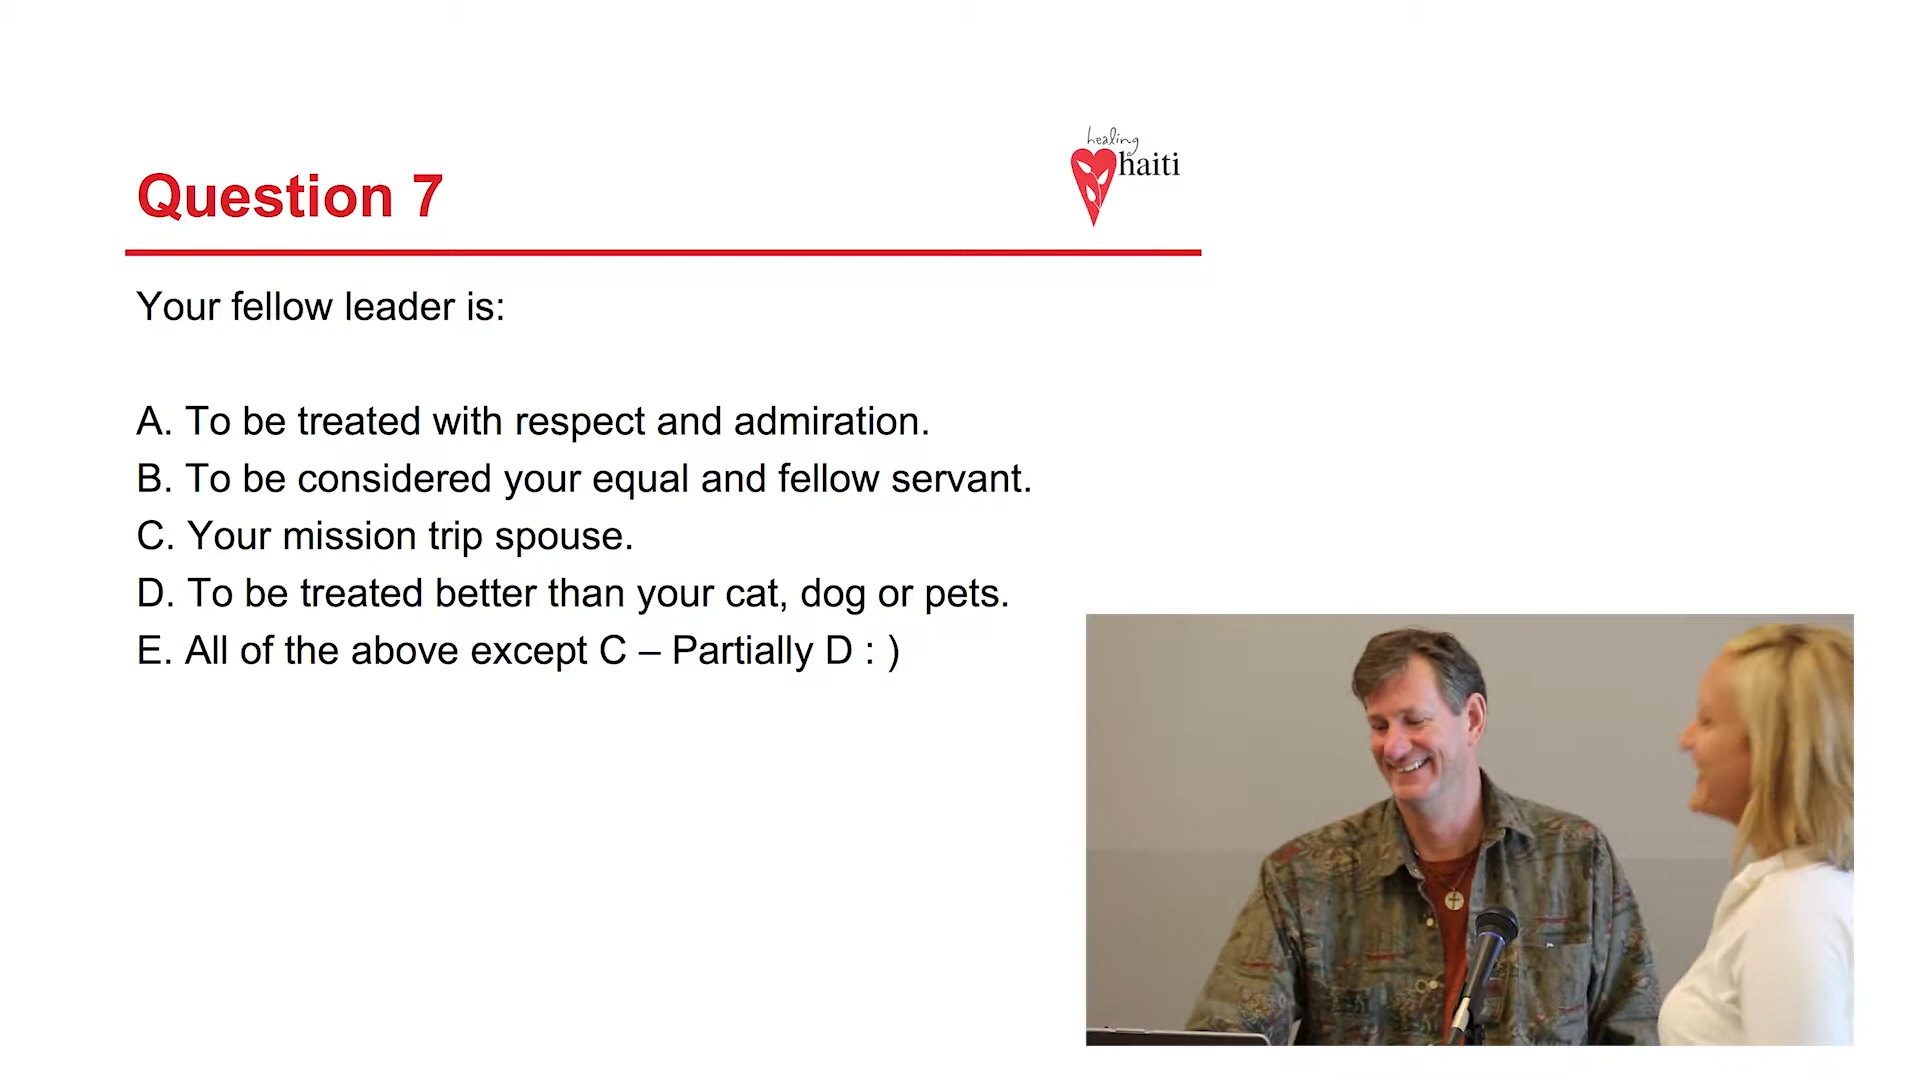 healing
haiti
Question 7
Your fellow leader is:
A. To be treated with respect and admiration.
B. To be considered your equal and fellow servant.
C. Your mission trip spouse.
D. To be treated better than your cat, dog or pets.
E. All of the above except C – Partially D : )